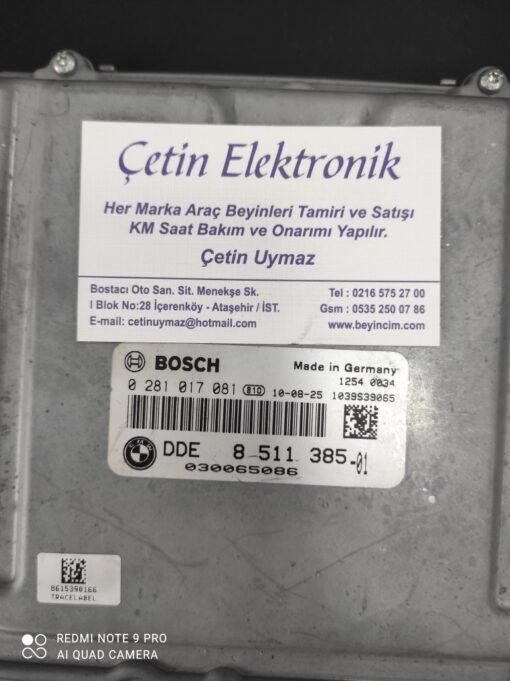 Çetin Elektronik
Her Marka Araç Beyinleri Tamiri ve Satışı
KM Saat Bakım ve Onarımı Yapılır.
Çetin Uymaz
Bostacı Oto San. Sit. Menekşe Sk.
I Blok No:28 İçerenköy - Ataşehir / İST.
E-mail: cetinuymaz@hotmail.com
Tel : 0216 575 27 00
Gsm : 0535 250 07 86
www.beyincim.com
BOSCH
Made in Germany
1254 0034
0 281 017 081 810 10-08-25 1039S39065
BMW
DDE 8 511 385-01
030065086
8615390166
TRACELABEL
REDMI NOTE 9 PRO
AI QUAD CAMERA